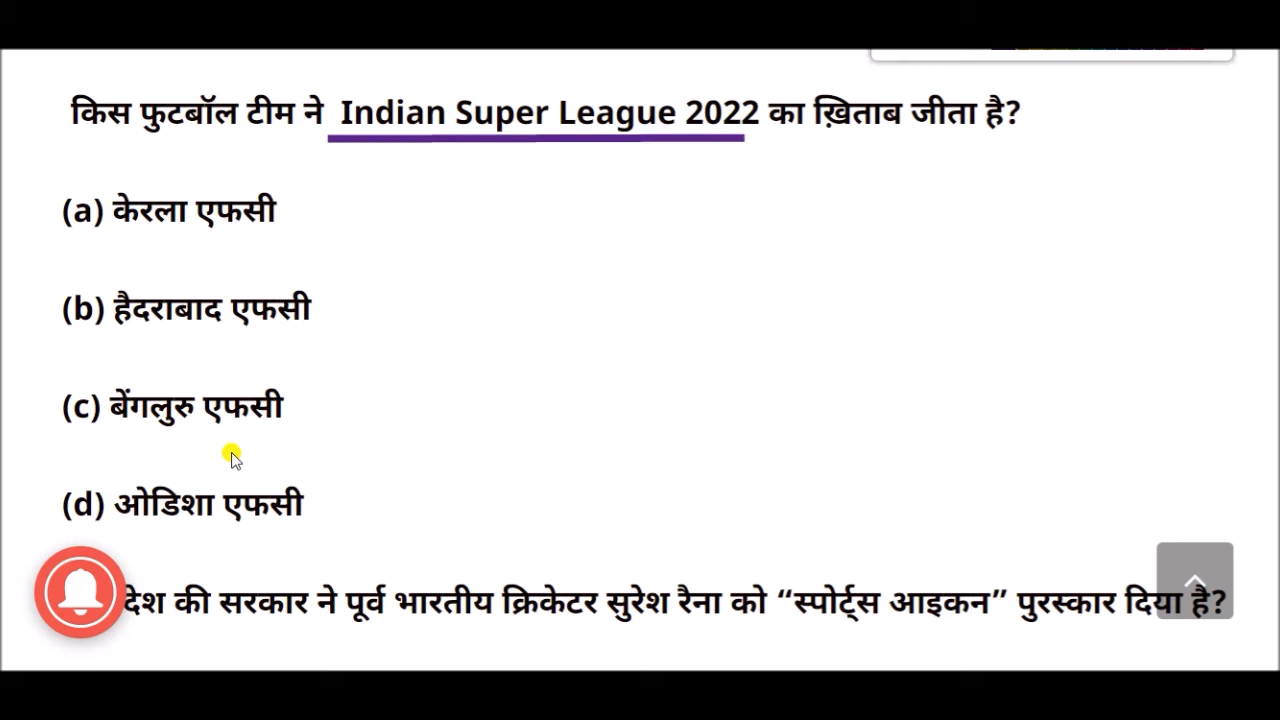 किस फुटबॉल टीम ने Indian Super League 2022 का ख़िताब जीता है?
(a) केरला एफसी
(b) हैदराबाद एफसी
(c) बेंगलुरु एफसी
(d) ओडिशा एफसी
देश की सरकार ने पूर्व भारतीय क्रिकेटर सुरेश रैना को “स्पोर्ट्स आइकन” पुरस्कार दिया है?